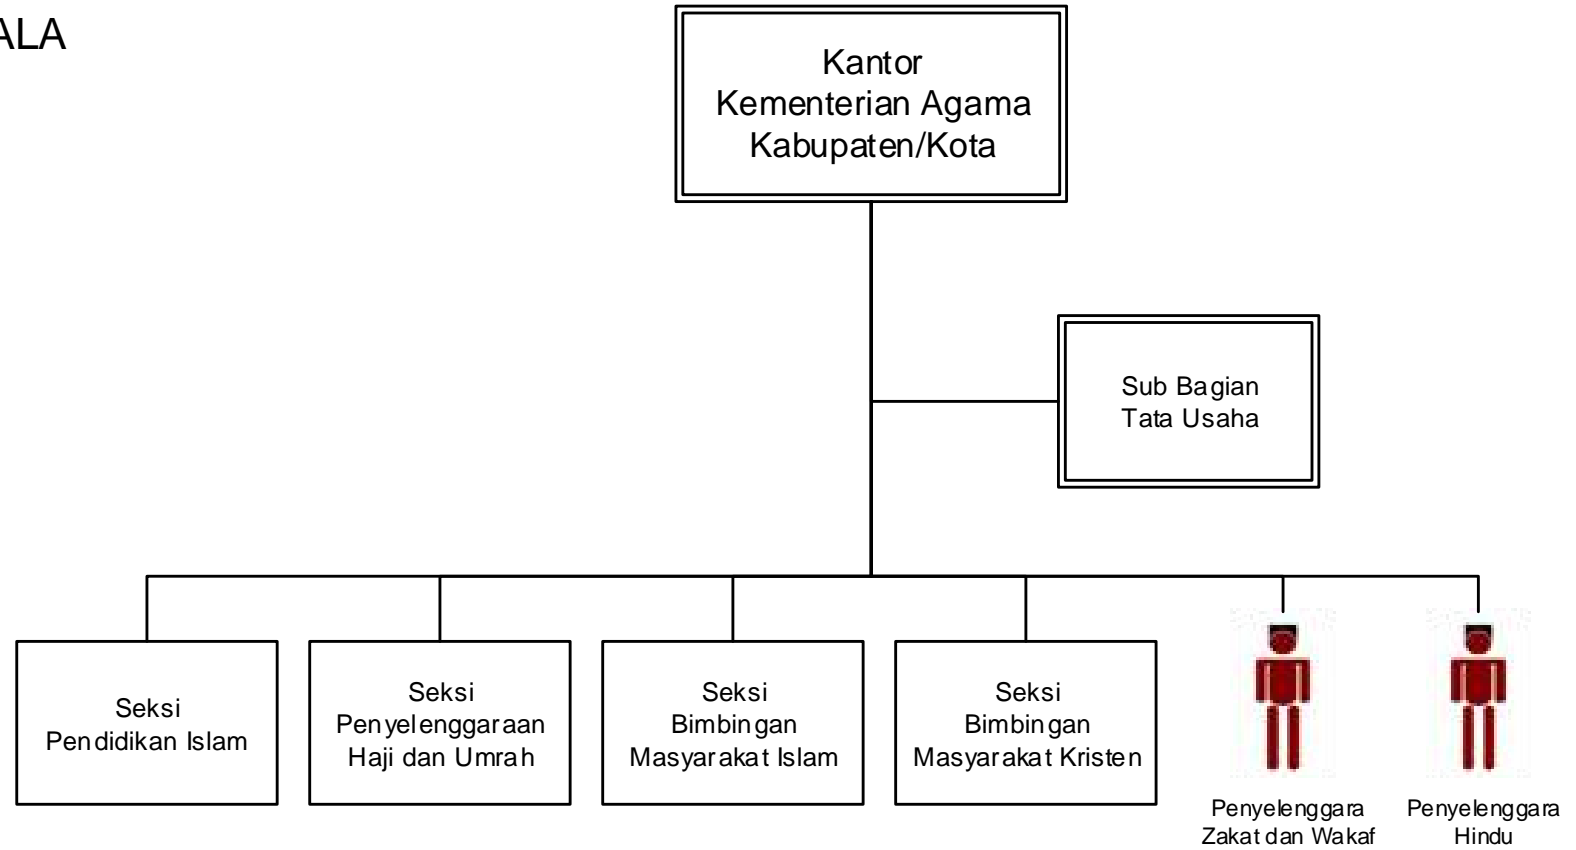 ALA
Kantor
Kementerian Agama
Kabupaten/Kota
Sub Bagian
Tata Usaha
Seksi
Pendidikan Islam
Seksi
Penyelenggaraan
Haji dan Umrah
Seksi
Bimbingan
Masyarakat Islam
Seksi
Bimbingan
Masyarakat Kristen
Penyelenggara
Zakat dan Wakaf
Penyelenggara
Hindu